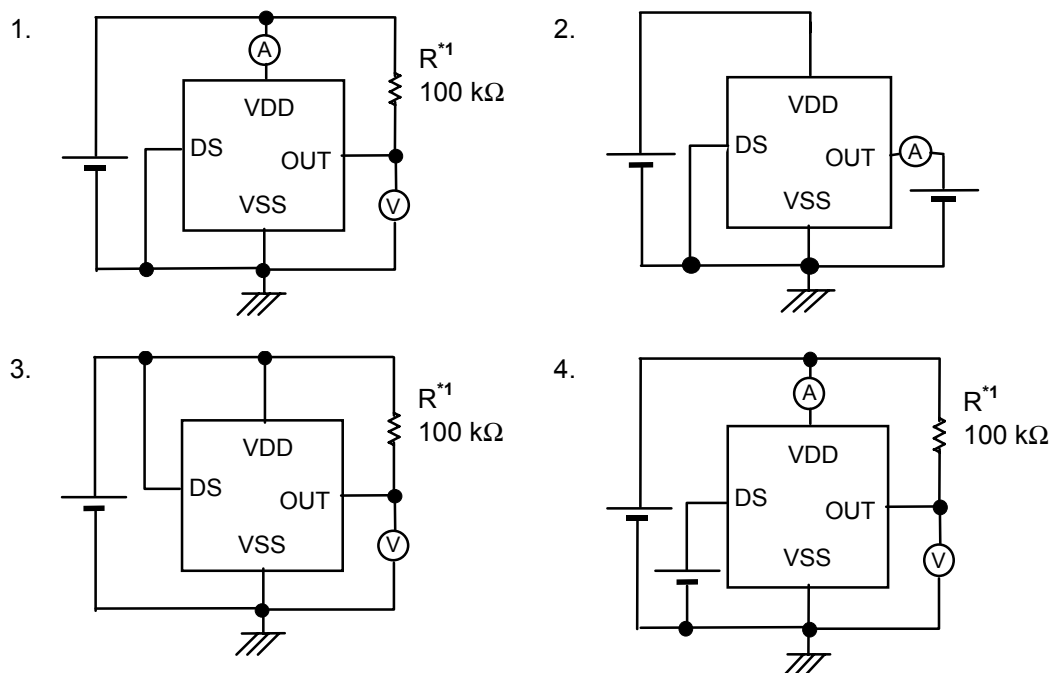 1.
A
R*1
100 kΩ
VDD
DS
OUT
VSS
V
2.
VDD
DS
OUT
A
VSS
3.
R*1
100 kΩ
VDD
DS
OUT
VSS
V
4.
A
R*1
100 kΩ
VDD
DS
OUT
VSS
V